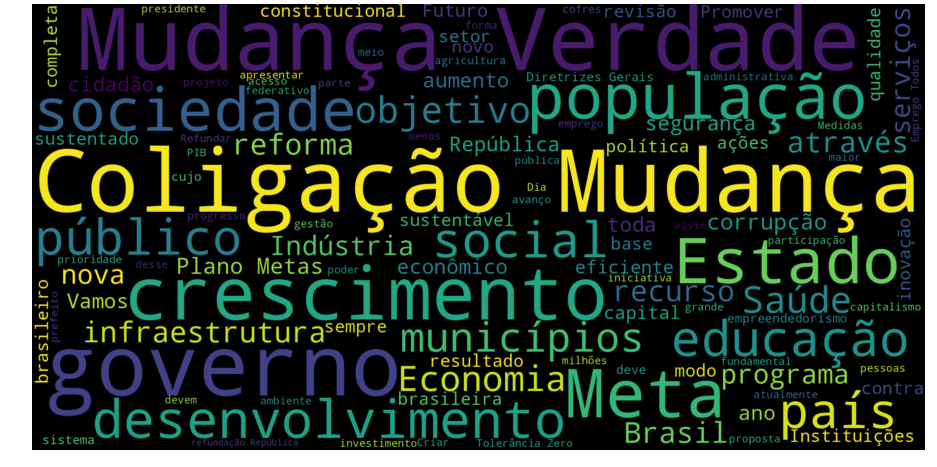 completa
presidente
constitucional
Futuro
cofres
revisão
Promover
qualidade
serviços
Mudança Verdade
setor
novo
forma
meio
agricultura
cidadão
projeto
apresentar
acesso
federativo
parte
aumento
Diretrizes Gerais
administrativa
Emprego Todos
sociedade
objetivo
população
sustentado
Refundar
reforma
PIB
menos
República
emprego
segurança
política
ações
Medidas
através
pública
maior
cujo
Coligação Mudança
Dia
avanço
progresso
gestão
sustentável
toda
assim
corrupção
público
Indústria
social
base
participação
Estado
inovação
prioridade
nova
desse
Plano Metas
poder
econômico
eficiente
iniciativa
recurso
Saúde
capitalismo
brasileiro
prefeito
Vamos
crescimento
capital
grande
empreendedorismo
infraestrutura
sempre
municípios
educação
governo
resultado
milhões
deve
modo
fundamental
programa
atualmente
pessoas
contra
Economia
Meta
devem
ambiente
brasileira
desenvolvimento
ano
país
Brasil
proposta
Instituições
sistema
refundação República
investimento
Criar
Tolerância Zero